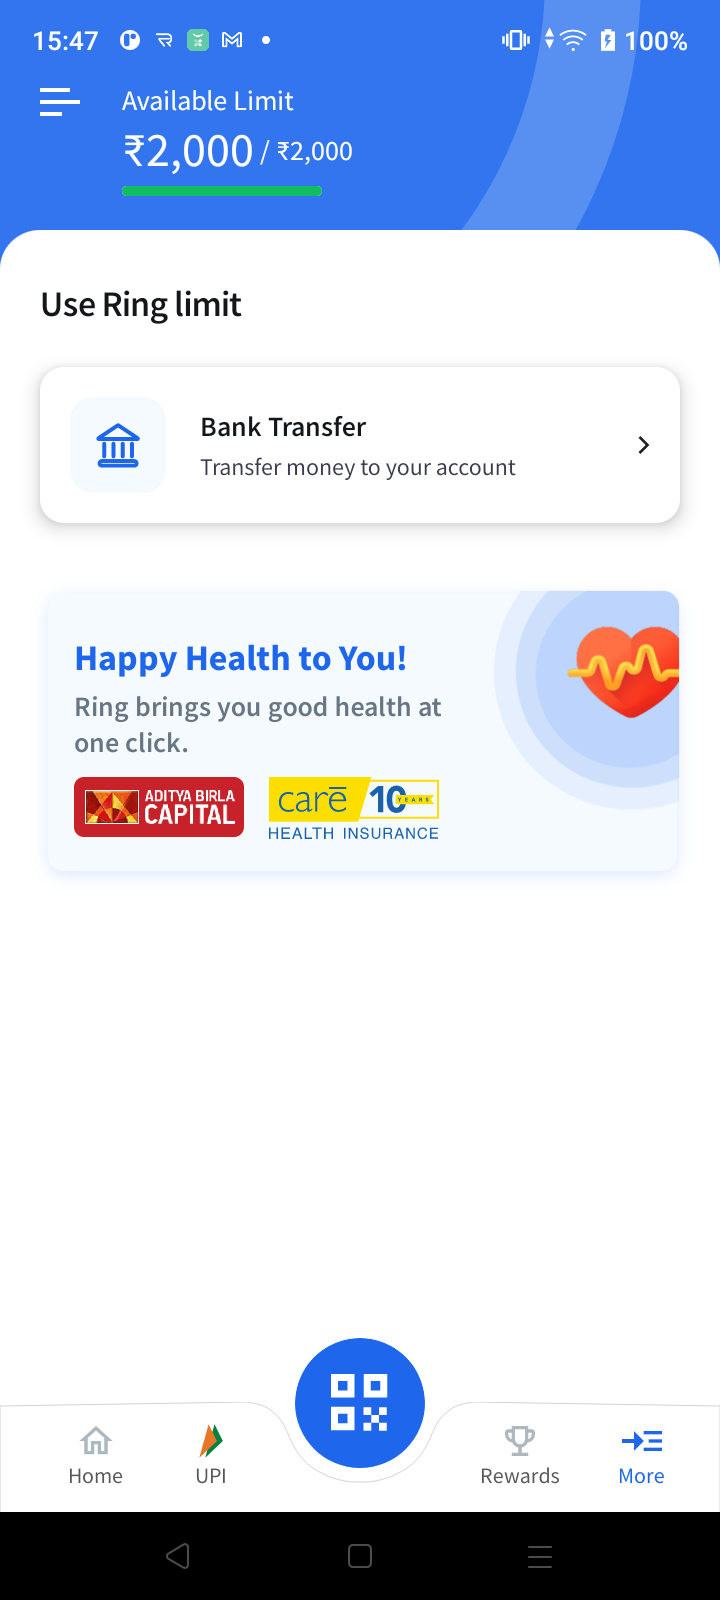 15:47
100%
Available Limit
₹2,000 / ₹2,000
Use Ring limit
Bank Transfer
Transfer money to your account
Happy Health to You!
Ring brings you good health at
one click.
ADITYA BIRLA
CAPITAL
carē 10 YEARS
HEALTH INSURANCE
Home
UPI
Rewards
More